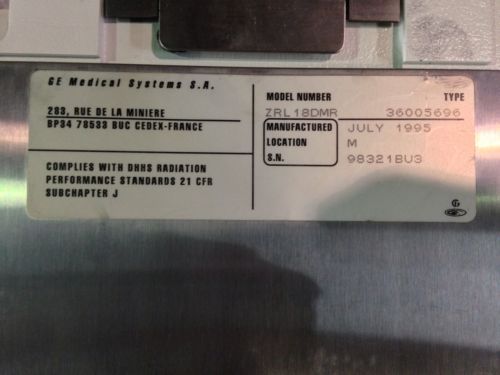 GE Medical Systems S.A.
283, RUE DE LA MINIERE
BP34 78533 BUC CEDEX-FRANCE
COMPLIES WITH DHHS RADIATION
PERFORMANCE STANDARDS 21 CFR
SUBCHAPTER J
MODEL NUMBER TYPE
ZRL18DMR 36005696
MANUFACTURED JULY 1995
LOCATION M
S.N. 98321BU3